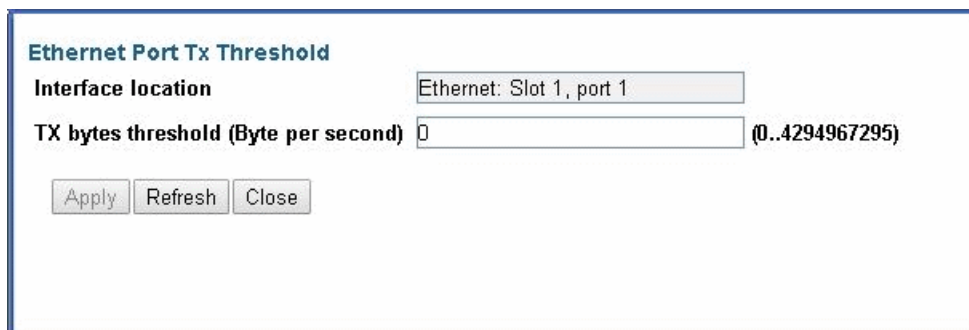 Ethernet Port Tx Threshold
Interface location Ethernet: Slot 1, port 1
TX bytes threshold (Byte per second) 0 (0..4294967295)
Apply Refresh Close